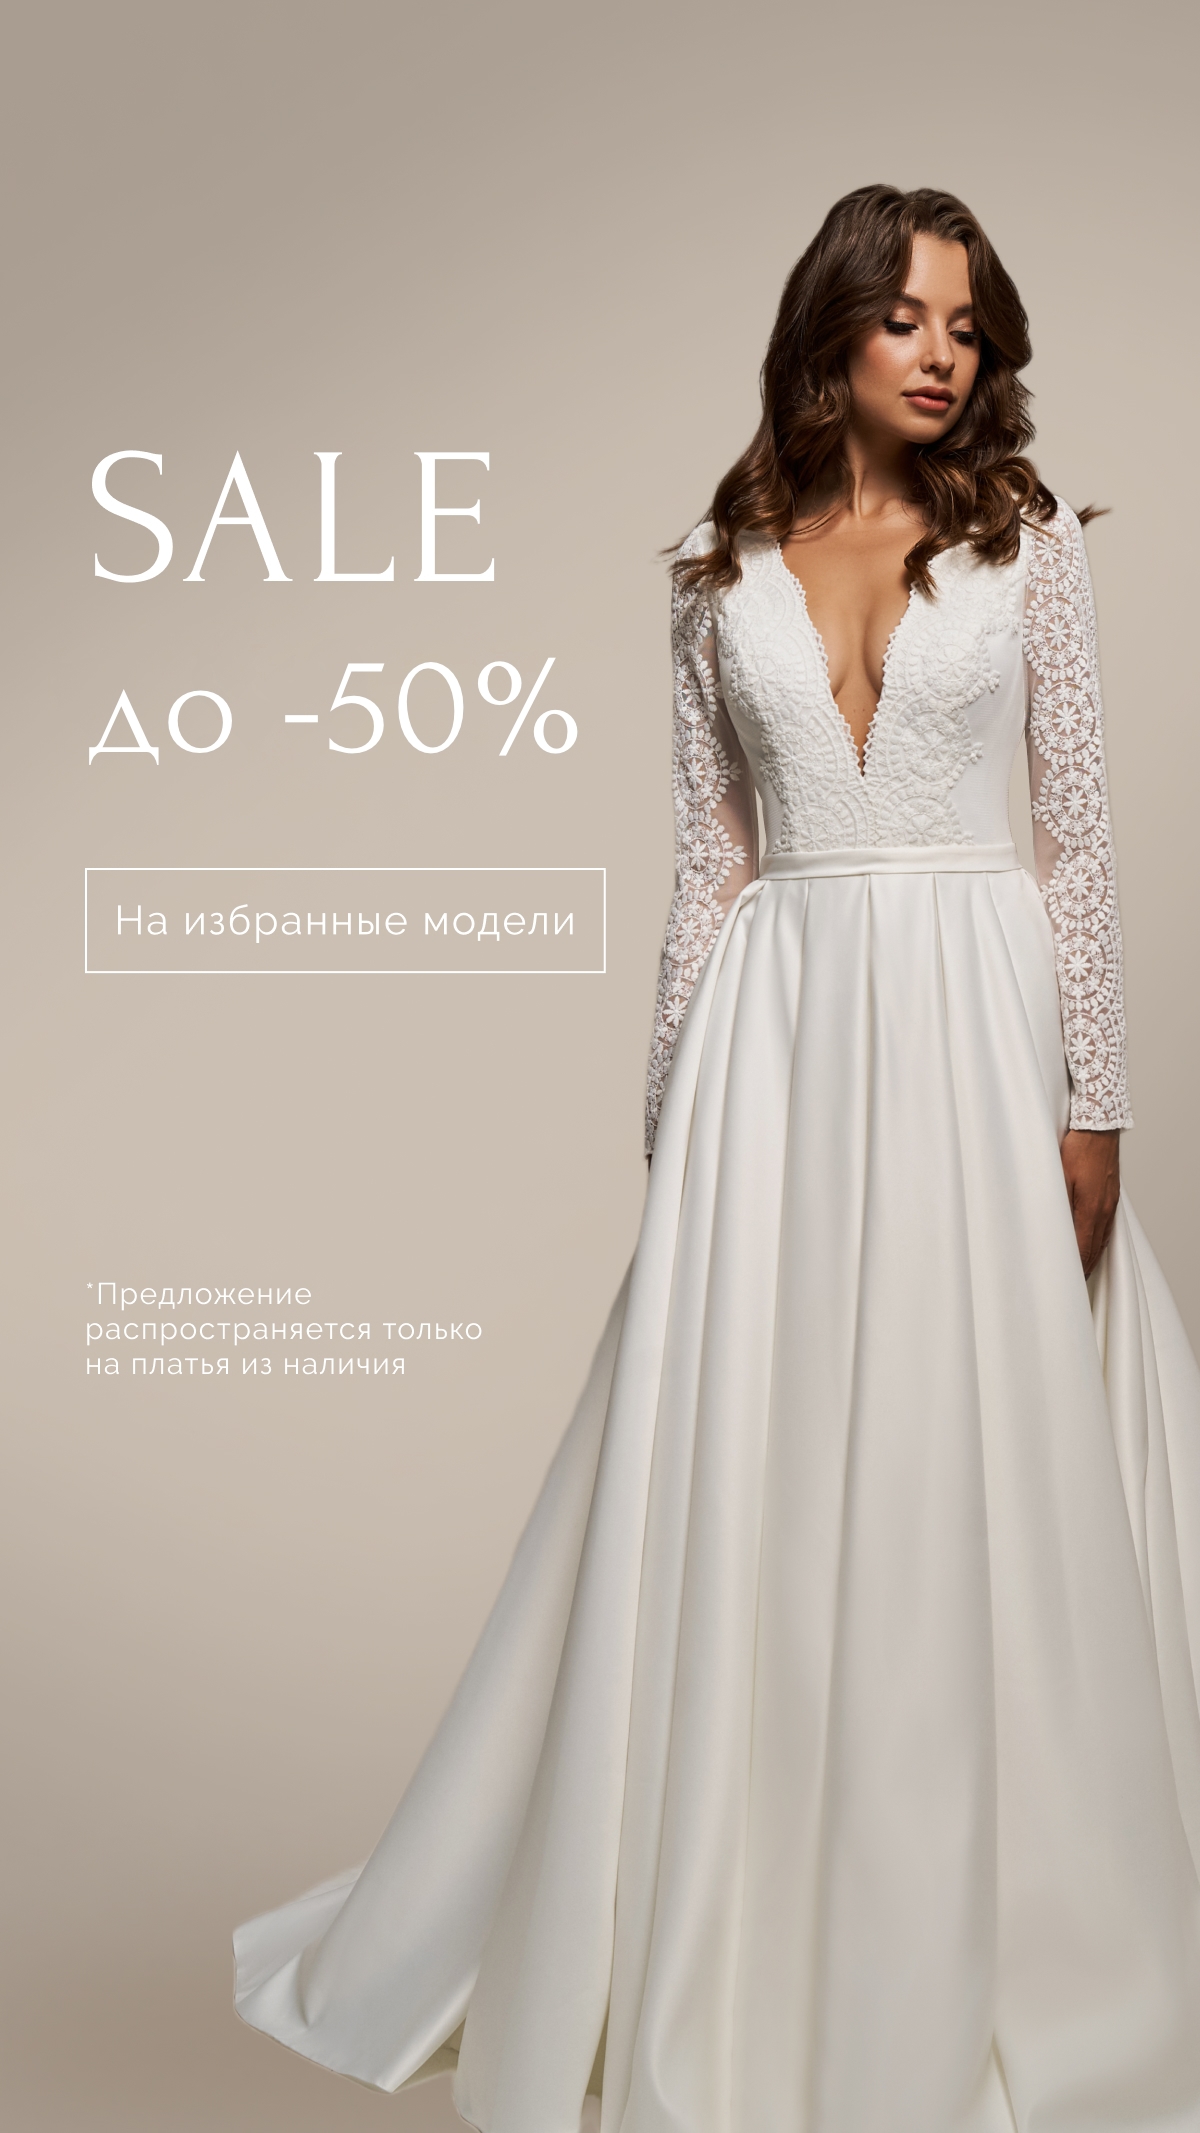 SALE
до -50%
На избранные модели
*Предложение
распространяется только
на платья из наличия